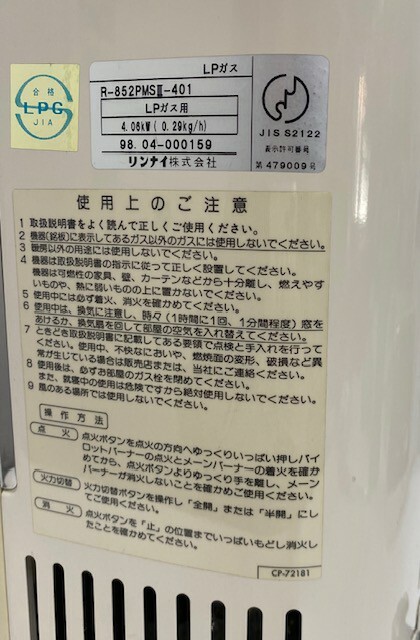 合格
LPG
JIA
LPガス
R-852PMSⅢ-401
LPガス用
4.06kW(0.29kg/h)
98.04-000159
リンナイ株式会社
JIS S2122
表示許可番号
第479009号
使用上のご注意
1 取扱説明書をよく読んで正しくご使用ください。
2 機器(銘板)に表示してあるガス以外のガスには使用しないでください。
3 暖房以外の用途には使用しないでください。
4 機器は取扱説明書の指示に従って正しく設置してください。
機器は可燃性の家具、壁、カーテンなどから十分離し、燃えやす
いものや、熱に弱いものの上に置かないでください。
5 使用中には必ず着火、消火を確かめてください。
6 使用中は、換気に注意し、時々(1時間に1回、1分間程度)窓を
あけるか、換気扇を回して部屋の空気を入れ替えてください。
7 ときどき取扱説明書に記載してある要領で点検と手入れを行って
ください。使用中、不快なにおいや、燃焼面の変形、破損など異
常が生じている場合は販売店または、当社にご連絡ください。
8 使用後は、必ずお部屋のガス栓を閉めてください。
また、就寝中の使用は危険ですから絶対使用しないでください。
9 風のある場所では使用しないでください。
操作方法
点火 点火ボタンを点火の方向へゆっくりいっぱい押しパイ
ロットバーナーの点火とメーンバーナーの着火を確か
めてから、点火ボタンよりゆっくり手を離し、メーン
バーナーが消火しないことを確かめご使用ください。
火力切替 火力切替ボタンを操作し「全開」または「半開」にし
てご使用ください。
消火 点火ボタンを「止」の位置までいっぱいもどし消火し
たことを確かめてください。
CP-72181